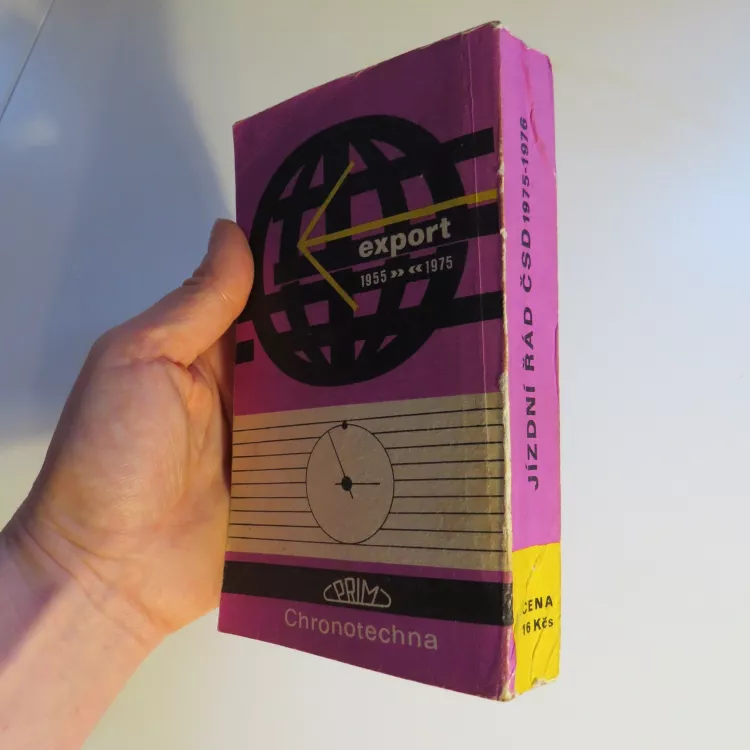 export
1955 »» «« 1975
PRIM
Chronotechna
JÍZDNÍ ŘÁD ČSD 1975-1976
CENA
16 Kčs